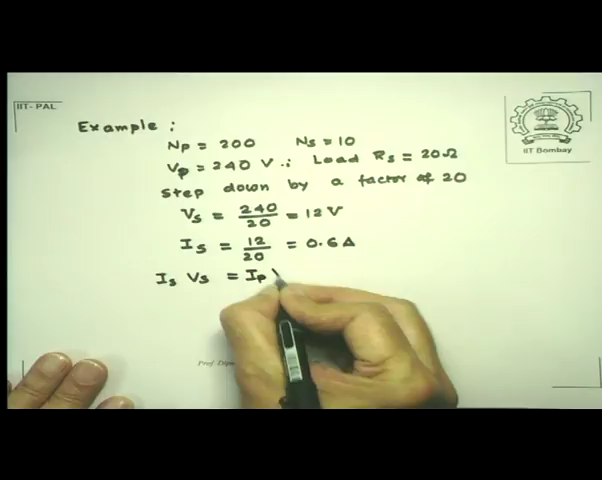 IIT- PAL
Example :
Np = 200 Ns = 10
Vp = 240 V .: Load Rs = 20Ω
step down by a factor of 20
Vs = 240/20 = 12 V
Is = 12/20 = 0.6 A
Is Vs = Ip
IIT Bombay